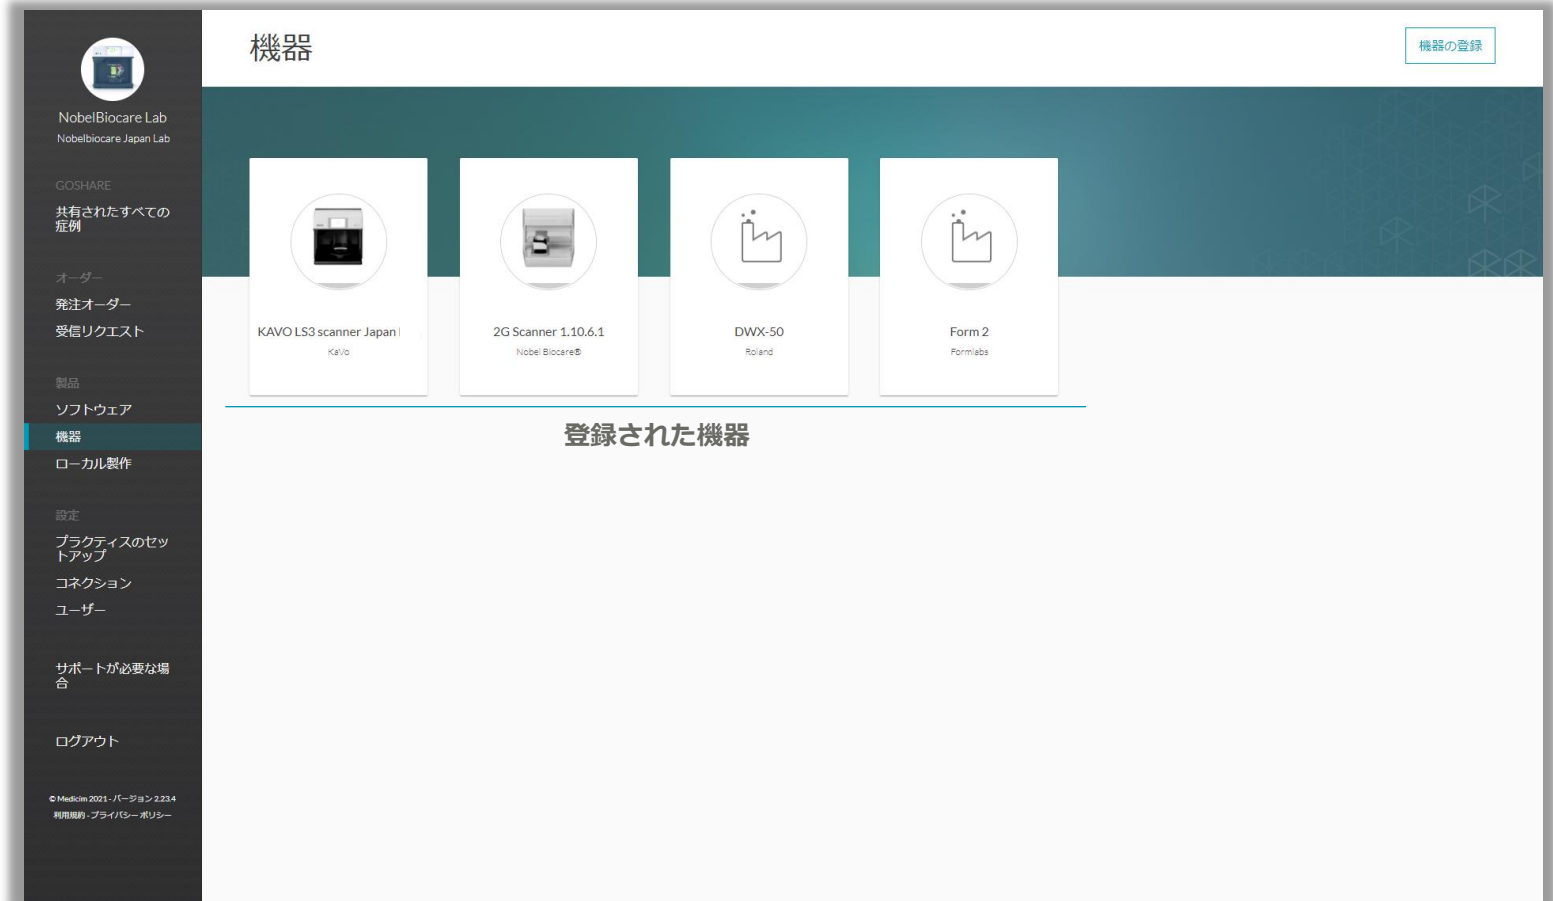 機器
機器の登録
NobelBiocare Lab
Nobelbiocare Japan Lab
GOSHARE
共有されたすべての
症例
オーダー
発注オーダー
受信リクエスト
製品
ソフトウェア
機器
ローカル製作
設定
プラクティスのセッ
トアップ
コネクション
ユーザー
サポートが必要な場
合
ログアウト
© Medicim 2021 - バージョン 2.23.4
利用規約 - プライバシー ポリシー
KAVO LS3 scanner Japan
KaVo
2G Scanner 1.10.6.1
Nobel Biocare®
DWX-50
Roland
Form 2
Formlabs
登録された機器